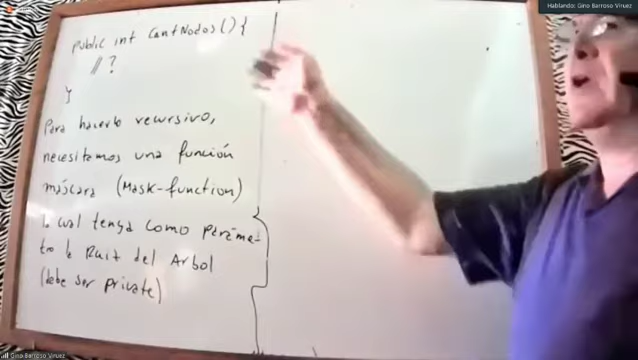 Hablando: Gino Barroso Viruez
public int CantNodos() {
// ?
}
Para hacerlo recursivo,
necesitamos una función
máscara (Mask-function)
la cual tenga como parame-
tro la Raiz del Arbol
(debe ser private)
Gino Barroso Viruez